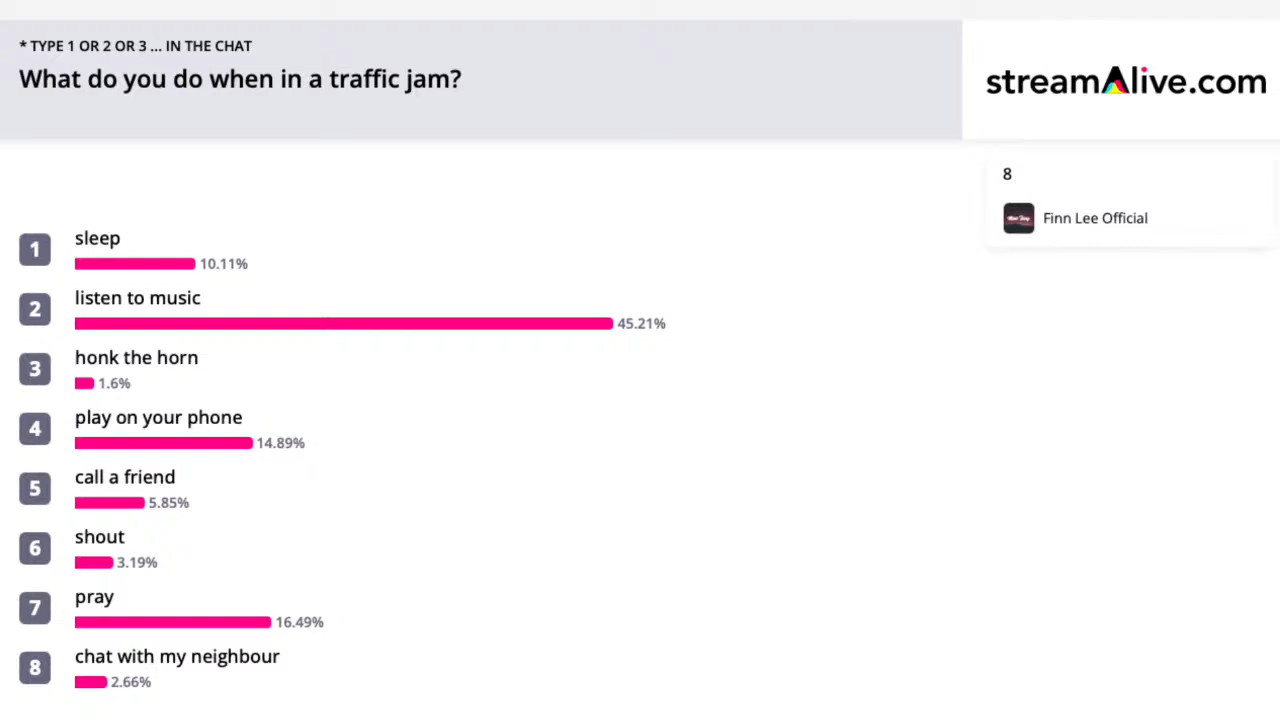 * TYPE 1 OR 2 OR 3 ... IN THE CHAT
What do you do when in a traffic jam?
streamAlive.com
8
Finn Lee Official
1 sleep
10.11%
2 listen to music
45.21%
3 honk the horn
1.6%
4 play on your phone
14.89%
5 call a friend
5.85%
6 shout
3.19%
7 pray
16.49%
8 chat with my neighbour
2.66%